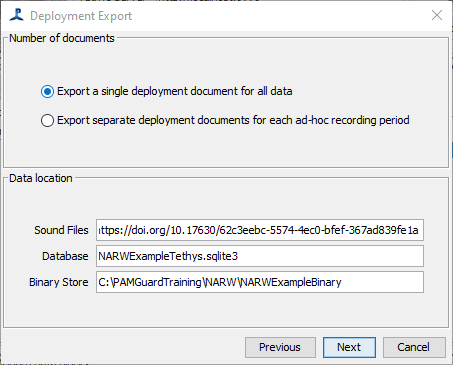 Deployment Export
Number of documents
Export a single deployment document for all data
Export separate deployment documents for each ad-hoc recording period
Data location
Sound Files
https://doi.org/10.17630/62c3eebc-5574-4ec0-bfef-367ad839fe1a
Database
NARWExampleTethys.sqlite3
Binary Store
C:\PAMGuardTraining\NARW\NARWExampleBinary
Previous
Next
Cancel